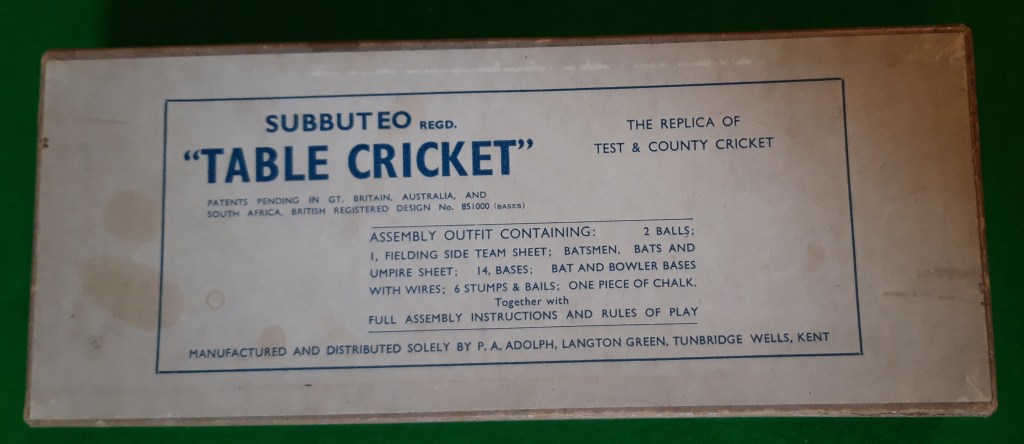 SUBBUTEO REGD.
"TABLE CRICKET"
THE REPLICA OF
TEST & COUNTY CRICKET
PATENTS PENDING IN GT. BRITAIN, AUSTRALIA, AND
SOUTH AFRICA, BRITISH REGISTERED DESIGN No. 851000 (BASES)
ASSEMBLY OUTFIT CONTAINING: 2 BALLS;
1, FIELDING SIDE TEAM SHEET; BATSMEN, BATS AND
UMPIRE SHEET; 14, BASES; BAT AND BOWLER BASES
WITH WIRES; 6 STUMPS & BAILS; ONE PIECE OF CHALK.
Together with
FULL ASSEMBLY INSTRUCTIONS AND RULES OF PLAY
MANUFACTURED AND DISTRIBUTED SOLELY BY P. A. ADOLPH, LANGTON GREEN, TUNBRIDGE WELLS, KENT